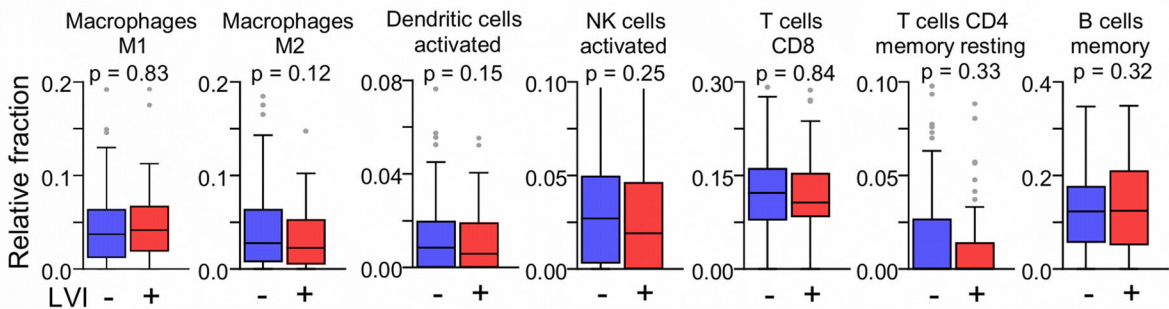 Macrophages
M1
p = 0.83
Macrophages
M2
p = 0.12
Dendritic cells
activated
p = 0.15
NK cells
activated
p = 0.25
T cells
CD8
p = 0.84
T cells CD4
memory resting
p = 0.33
B cells
memory
p = 0.32
Relative fraction
0.2
0.1
0.0
0.2
0.1
0.0
0.08
0.04
0.00
0.10
0.05
0.00
0.30
0.15
0.00
0.10
0.05
0.00
0.4
0.2
0.0
LVI - + - + - + - + - + - + - +